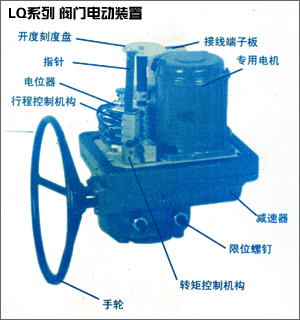 LQ系列 阀门电动装置
开度刻度盘
接线端子板
指针
专用电机
电位器
行程控制机构
减速器
限位螺钉
转矩控制机构
手轮